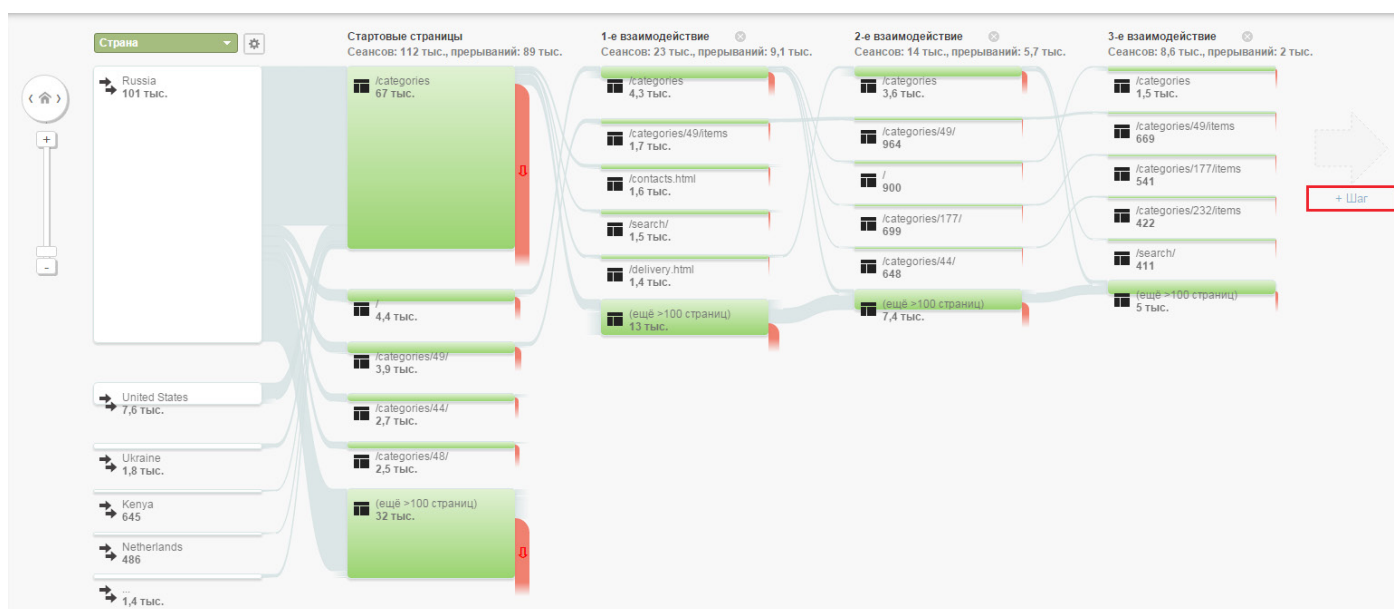 Страна
Стартовые страницы
Сеансов: 112 тыс., прерываний: 89 тыс.
1-е взаимодействие
Сеансов: 23 тыс., прерываний: 9,1 тыс.
2-е взаимодействие
Сеансов: 14 тыс., прерываний: 5,7 тыс.
3-е взаимодействие
Сеансов: 8,6 тыс., прерываний: 2 тыс.
Russia
101 тыс.
United States
7,6 тыс.
Ukraine
1,8 тыс.
Kenya
645
Netherlands
486
...
1,4 тыс.
/categories
67 тыс.
/
4,4 тыс.
/categories/49/
3,9 тыс.
/categories/44/
2,7 тыс.
/categories/48/
2,5 тыс.
(ещё >100 страниц)
32 тыс.
/categories
4,3 тыс.
/categories/49/items
1,7 тыс.
/contacts.html
1,6 тыс.
/search/
1,5 тыс.
/delivery.html
1,4 тыс.
(ещё >100 страниц)
13 тыс.
/categories
3,6 тыс.
/categories/49/
964
/
900
/categories/177/
699
/categories/44/
648
(ещё >100 страниц)
7,4 тыс.
/categories
1,5 тыс.
/categories/49/items
669
/categories/177/items
541
/categories/232/items
422
/search/
411
(ещё >100 страниц)
5 тыс.
+ Шаг